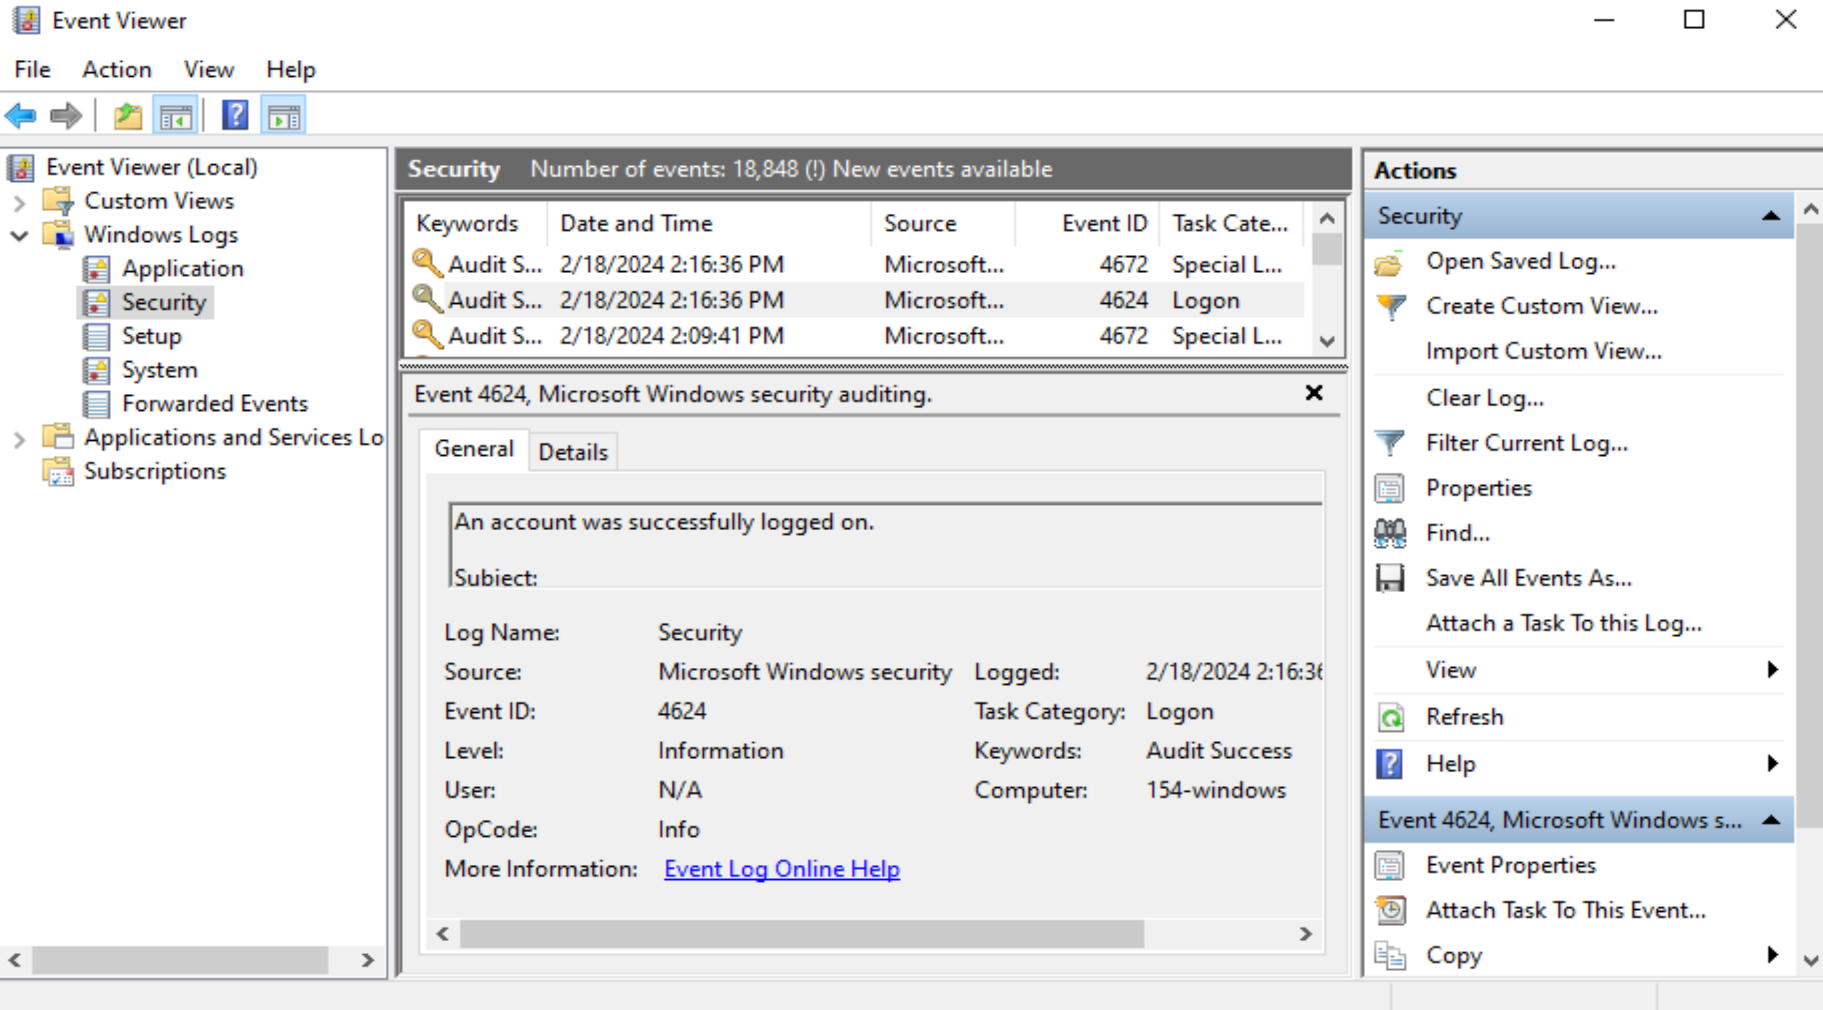 Event Viewer
File Action View Help
Event Viewer (Local)
Custom Views
Windows Logs
Application
Security
Setup
System
Forwarded Events
Applications and Services Lo
Subscriptions
Security Number of events: 18,848 (!) New events available
Keywords Date and Time Source Event ID Task Cate...
Audit S... 2/18/2024 2:16:36 PM Microsoft... 4672 Special L...
Audit S... 2/18/2024 2:16:36 PM Microsoft... 4624 Logon
Audit S... 2/18/2024 2:09:41 PM Microsoft... 4672 Special L...
Event 4624, Microsoft Windows security auditing.
General Details
An account was successfully logged on.
Subject:
Log Name: Security
Source: Microsoft Windows security Logged: 2/18/2024 2:16:36
Event ID: 4624 Task Category: Logon
Level: Information Keywords: Audit Success
User: N/A Computer: 154-windows
OpCode: Info
More Information: Event Log Online Help
Actions
Security
Open Saved Log...
Create Custom View...
Import Custom View...
Clear Log...
Filter Current Log...
Properties
Find...
Save All Events As...
Attach a Task To this Log...
View
Refresh
Help
Event 4624, Microsoft Windows s...
Event Properties
Attach Task To This Event...
Copy